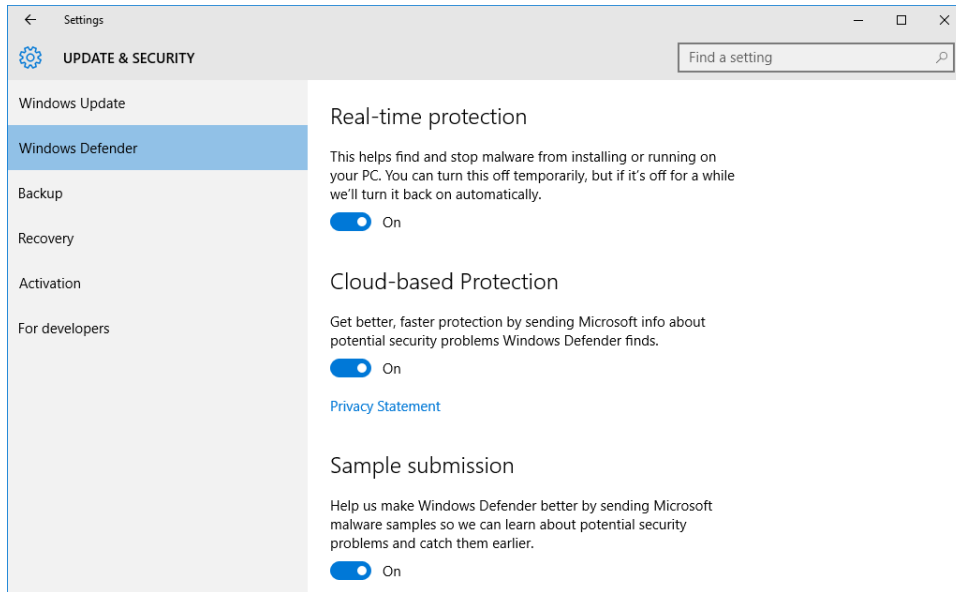 Settings
UPDATE & SECURITY
Find a setting
Windows Update
Windows Defender
Backup
Recovery
Activation
For developers
Real-time protection
This helps find and stop malware from installing or running on
your PC. You can turn this off temporarily, but if it's off for a while
we'll turn it back on automatically.
On
Cloud-based Protection
Get better, faster protection by sending Microsoft info about
potential security problems Windows Defender finds.
On
Privacy Statement
Sample submission
Help us make Windows Defender better by sending Microsoft
malware samples so we can learn about potential security
problems and catch them earlier.
On